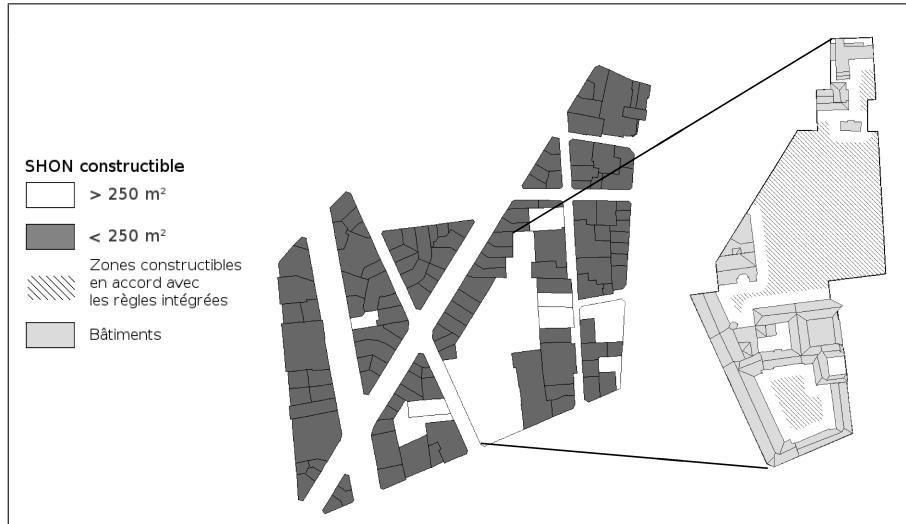 SHON constructible
> 250 m²
< 250 m²
Zones constructibles
en accord avec
les règles intégrées
Bâtiments